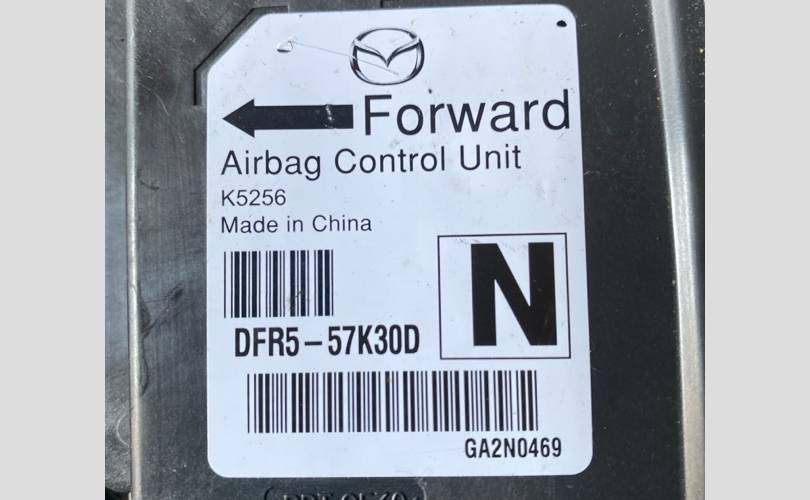 Forward
Airbag Control Unit
K5256
Made in China
N
DFR5-57K30D
GA2N0469